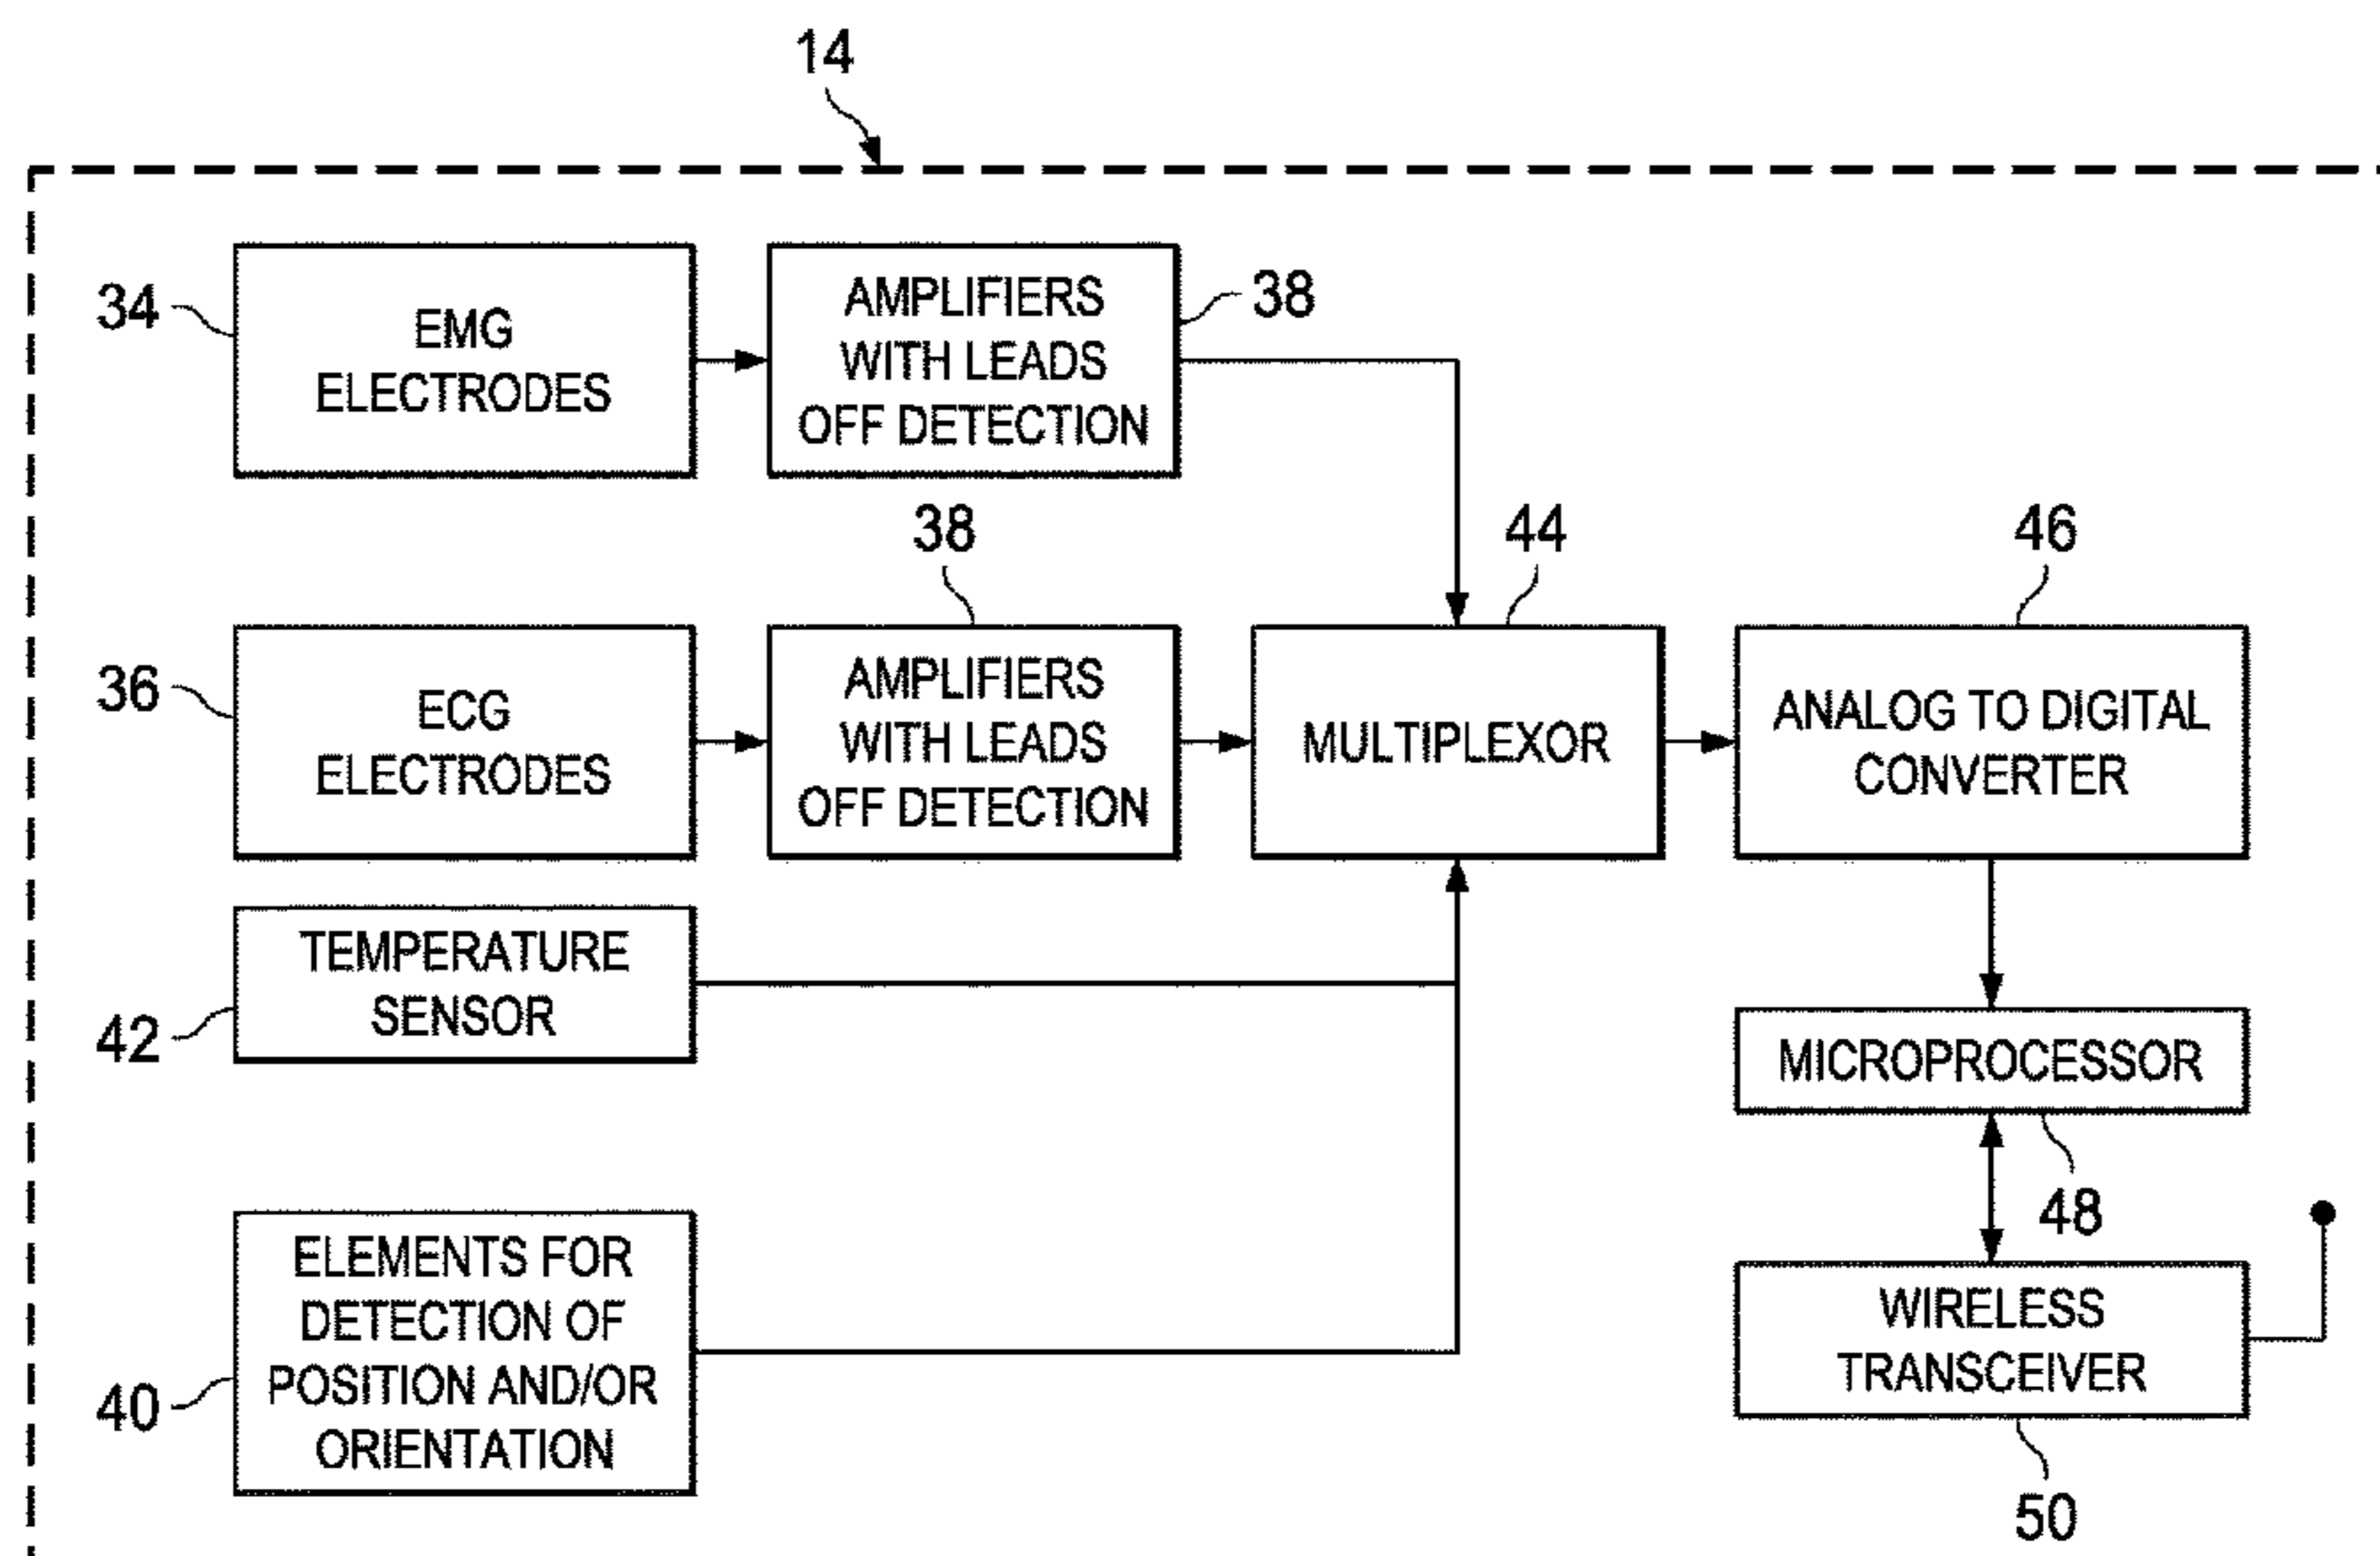 14
34
EMG
ELECTRODES
AMPLIFIERS
WITH LEADS
OFF DETECTION
38
36
ECG
ELECTRODES
38
AMPLIFIERS
WITH LEADS
OFF DETECTION
44
MULTIPLEXOR
46
ANALOG TO DIGITAL
CONVERTER
42
TEMPERATURE
SENSOR
MICROPROCESSOR
48
40
ELEMENTS FOR
DETECTION OF
POSITION AND/OR
ORIENTATION
WIRELESS
TRANSCEIVER
50